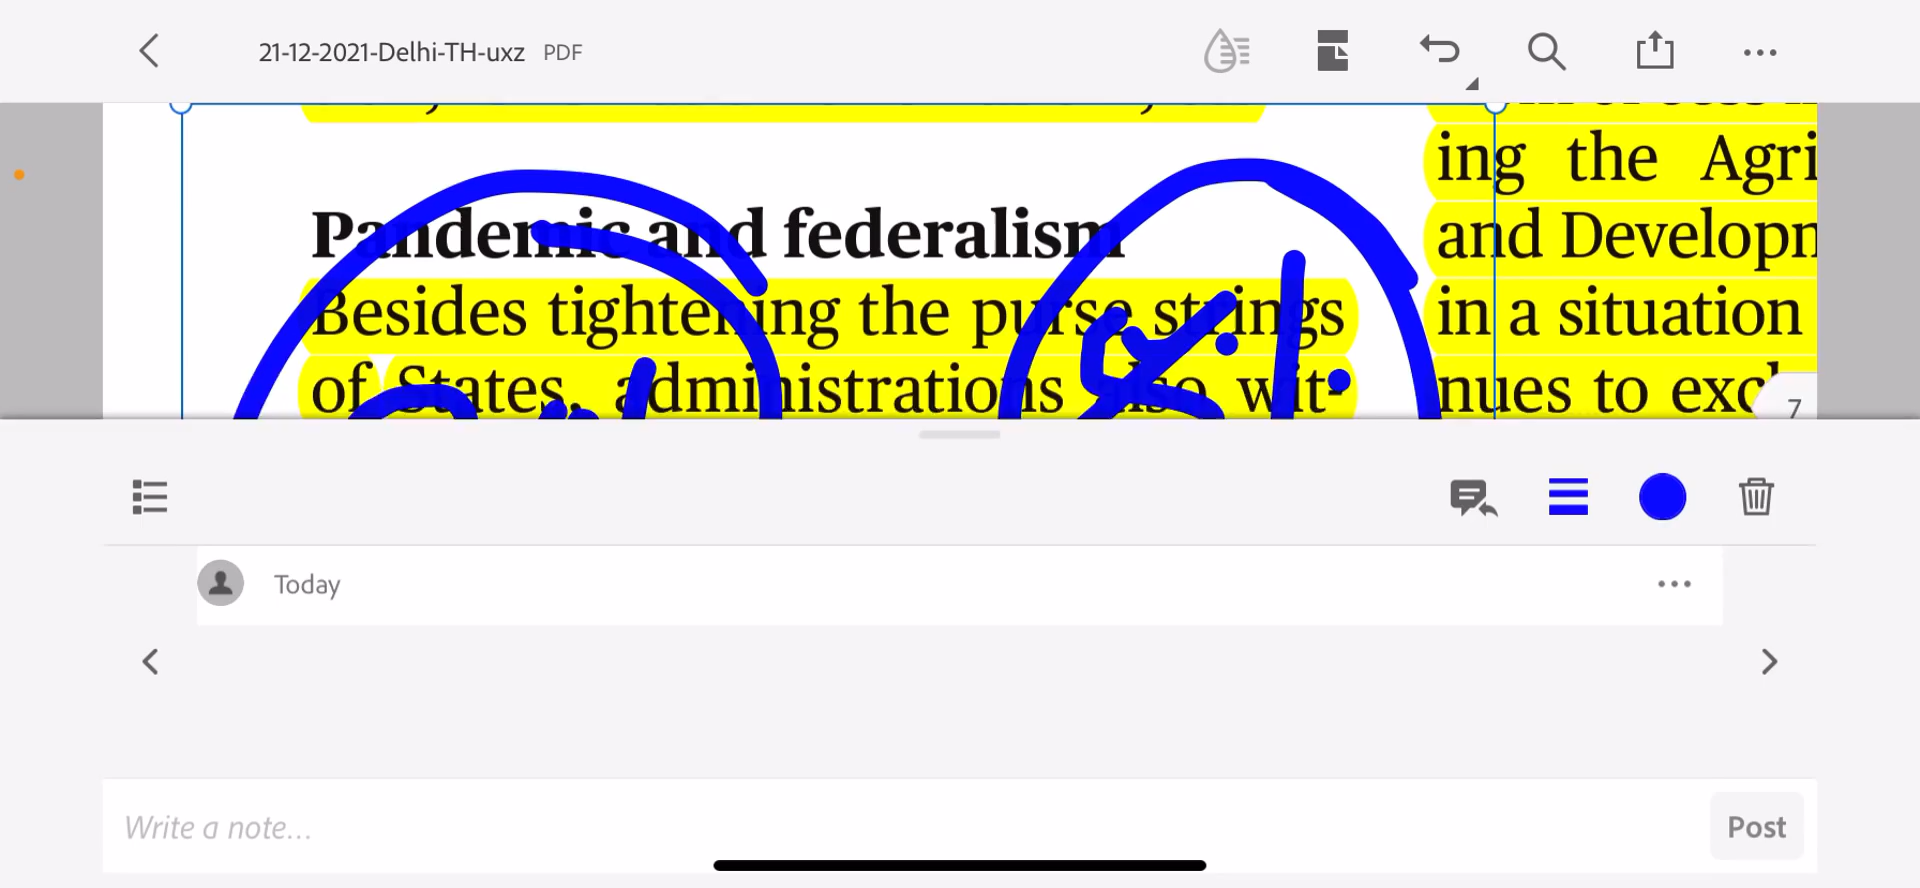 21-12-2021-Delhi-TH-uxz PDF
Pandemic and federalism
Besides tightening the purse strings
of States, administrations also wit-
ing the Agri
and Develop
in a situation
nues to exc
7
Today
Write a note...
Post